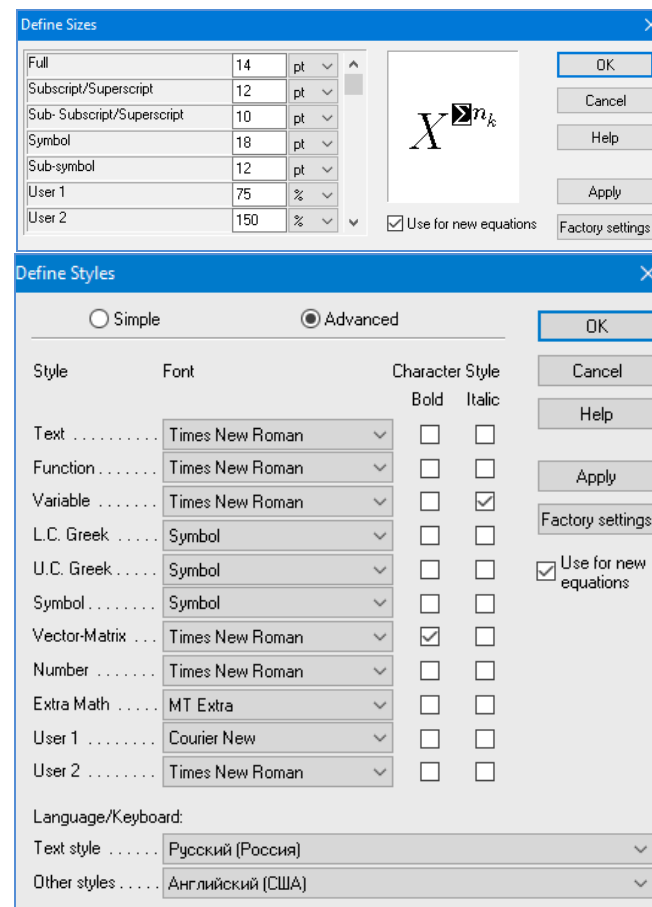 Define Sizes
Full 14 pt
Subscript/Superscript 12 pt
Sub- Subscript/Superscript 10 pt
Symbol 18 pt
Sub-symbol 12 pt
User 1 75 %
User 2 150 %
X^Σn_k
Use for new equations
OK
Cancel
Help
Apply
Factory settings
Define Styles
Simple Advanced
Style Font Character Style
Bold Italic
Text . . . . . . . . . . Times New Roman
Function . . . . . . . Times New Roman
Variable . . . . . . . Times New Roman
L.C. Greek . . . . . Symbol
U.C. Greek . . . . . Symbol
Symbol . . . . . . . . Symbol
Vector-Matrix . . . Times New Roman
Number . . . . . . . Times New Roman
Extra Math . . . . . MT Extra
User 1 . . . . . . . . Courier New
User 2 . . . . . . . . Times New Roman
Language/Keyboard:
Text style . . . . . . Русский (Россия)
Other styles . . . . . Английский (США)
OK
Cancel
Help
Apply
Factory settings
Use for new
equations